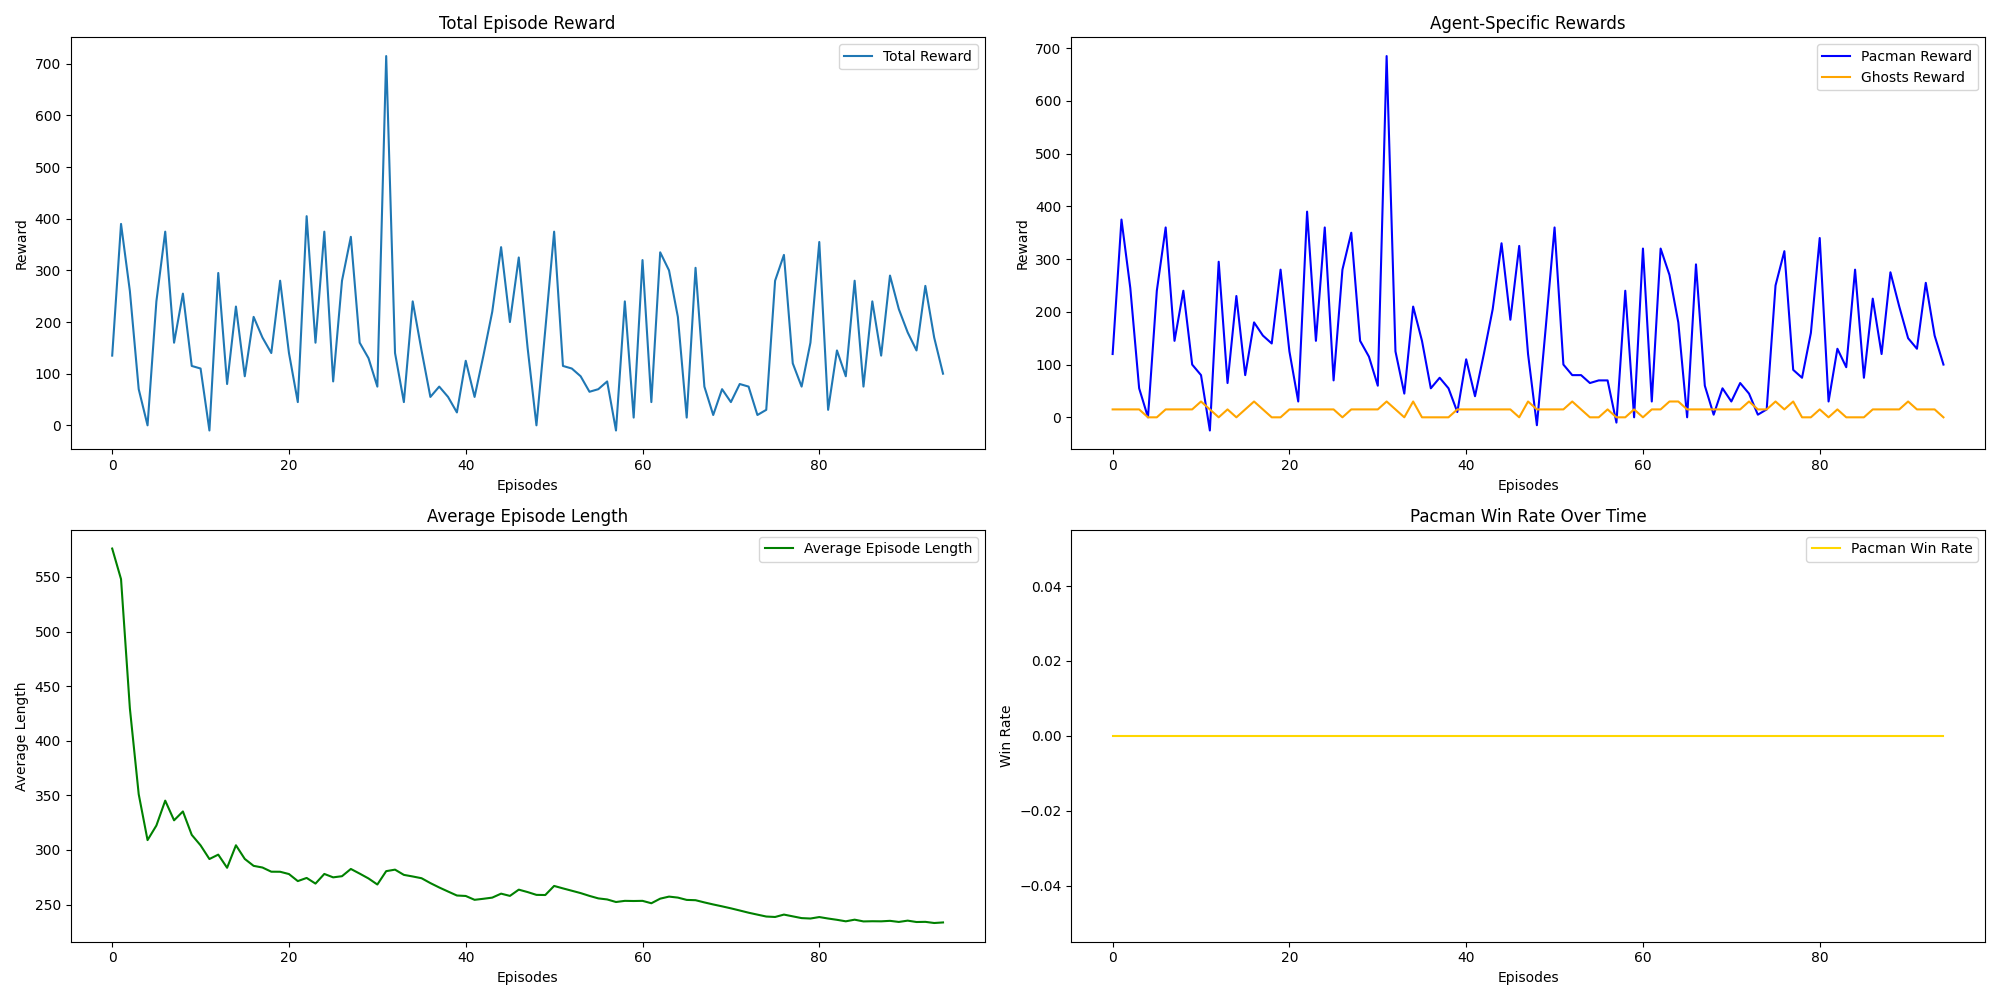 Total Episode Reward
Total Reward
Reward
700
600
500
400
300
200
100
0
0 20 40 60 80
Episodes
Agent-Specific Rewards
Pacman Reward
Ghosts Reward
Reward
700
600
500
400
300
200
100
0
0 20 40 60 80
Episodes
Average Episode Length
Average Episode Length
Average Length
550
500
450
400
350
300
250
0 20 40 60 80
Episodes
Pacman Win Rate Over Time
Pacman Win Rate
Win Rate
0.04
0.02
0.00
−0.02
−0.04
0 20 40 60 80
Episodes